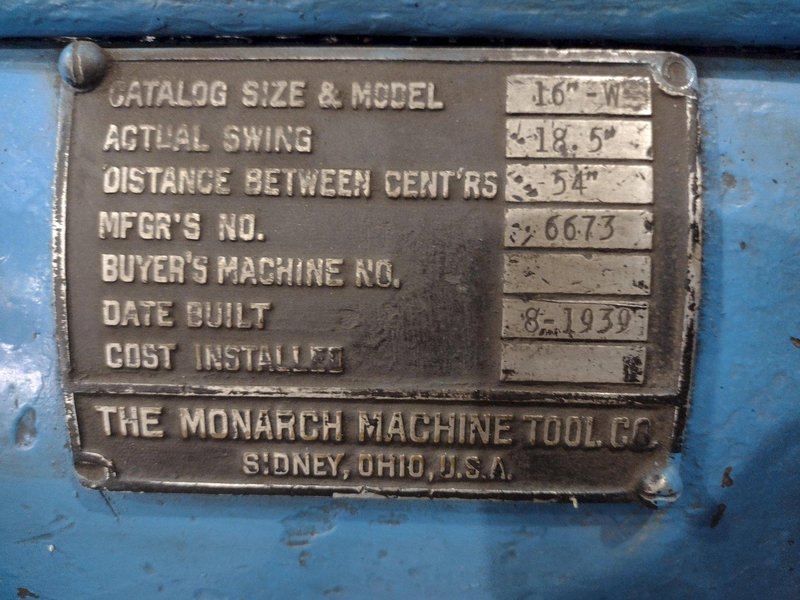 CATALOG SIZE & MODEL 16"-W
ACTUAL SWING 18.5"
DISTANCE BETWEEN CENT'RS 54"
MFGR'S NO. 6673
BUYER'S MACHINE NO.
DATE BUILT 8-1939
COST INSTALLED
THE MONARCH MACHINE TOOL CO.
SIDNEY, OHIO, U.S.A.